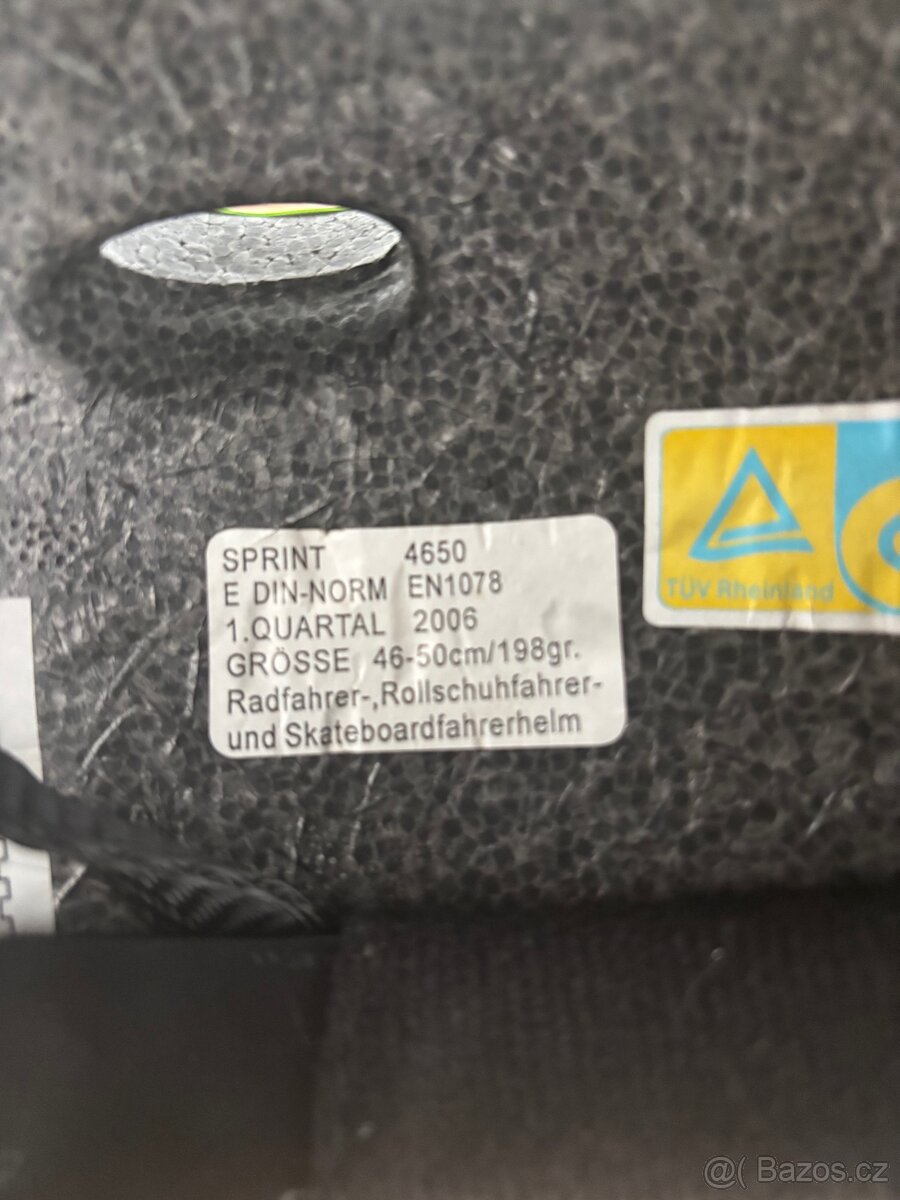 SPRINT 4650
E DIN-NORM EN1078
1.QUARTAL 2006
GRÖSSE 46-50cm/198gr.
Radfahrer-,Rollschuhfahrer-
und Skateboardfahrerhelm
TÜV Rheinland
@( Bazos.cz